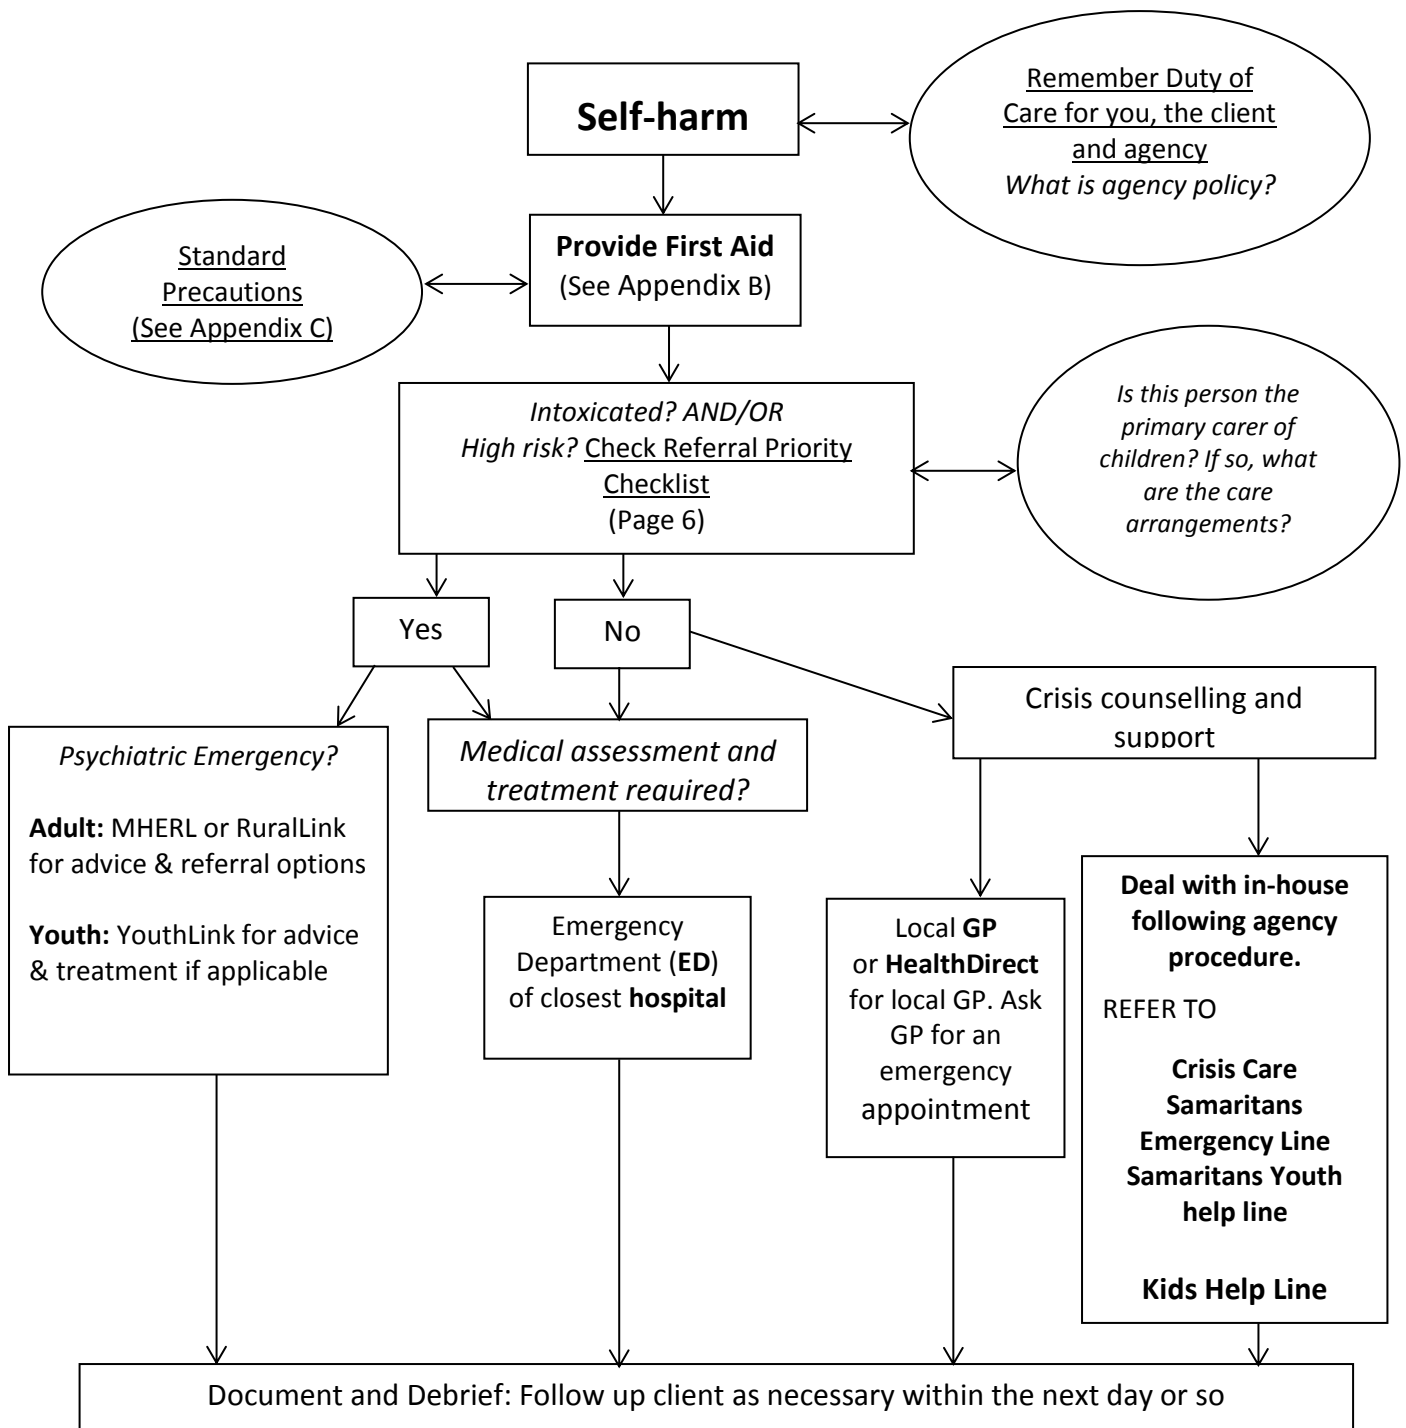 Self-harm
Remember Duty of
Care for you, the client
and agency
What is agency policy?
Standard
Precautions
(See Appendix C)
Provide First Aid
(See Appendix B)
Intoxicated? AND/OR
High risk? Check Referral Priority
Checklist
(Page 6)
Is this person the
primary carer of
children? If so, what
are the care
arrangements?
Yes
No
Psychiatric Emergency?
Adult: MHERL or RuralLink
for advice & referral options
Youth: YouthLink for advice
& treatment if applicable
Medical assessment and
treatment required?
Crisis counselling and
support
Emergency
Department (ED)
of closest hospital
Local GP
or HealthDirect
for local GP. Ask
GP for an
emergency
appointment
Deal with in-house
following agency
procedure.
REFER TO
Crisis Care
Samaritans
Emergency Line
Samaritans Youth
help line
Kids Help Line
Document and Debrief: Follow up client as necessary within the next day or so